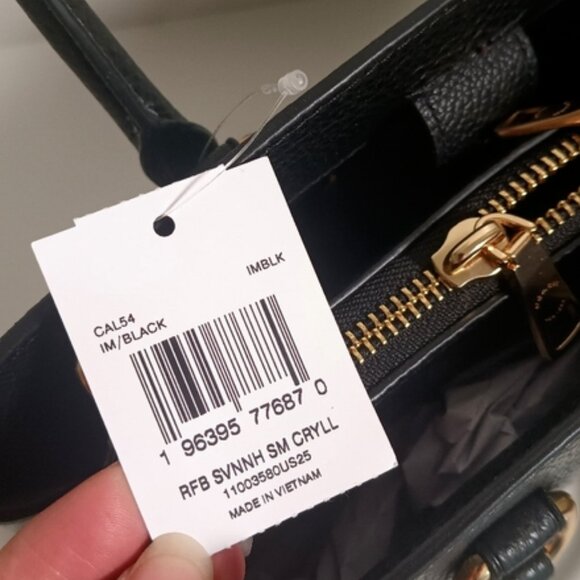 IMBLK
CAL54
IM/BLACK
1 96395 77687 0
RFB SVNNH SM CRYLL
11003580US25
MADE IN VIETNAM